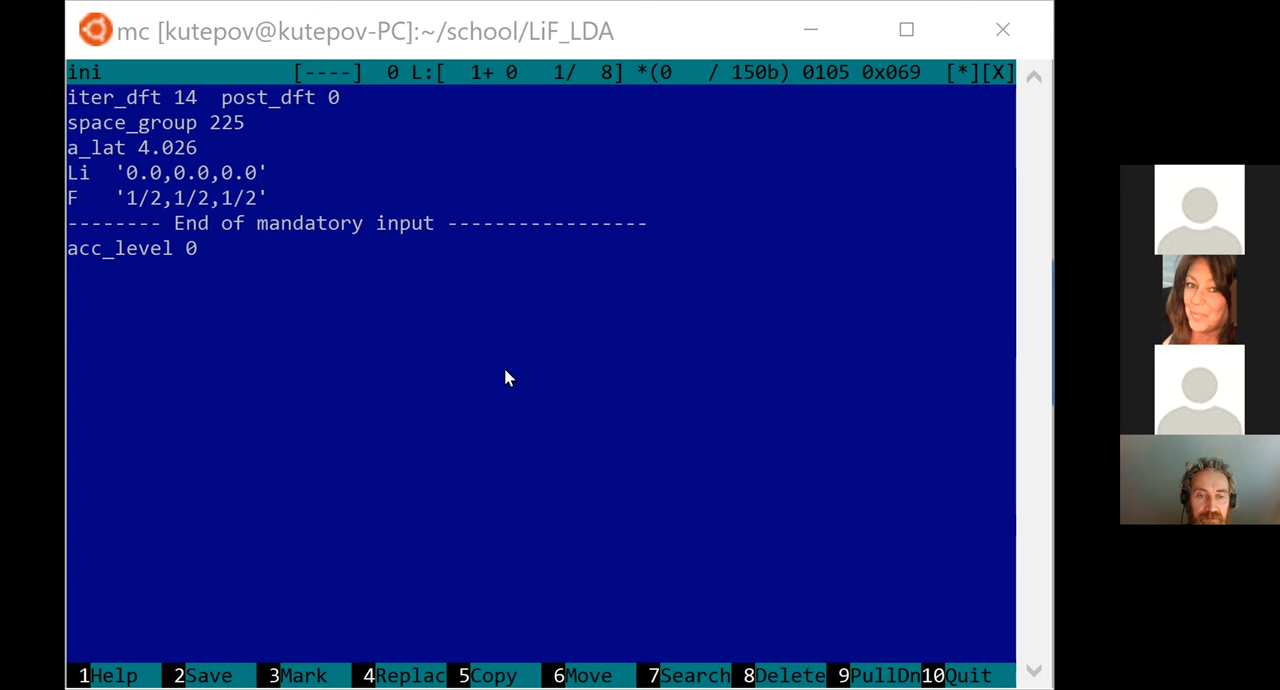 mc [kutepov@kutepov-PC]:~/school/LiF_LDA
ini [----] 0 L:[ 1+ 0 1/ 8] *(0 / 150b) 0105 0x069 [*][X]
iter_dft 14 post_dft 0
space_group 225
a_lat 4.026
Li '0.0,0.0,0.0'
F '1/2,1/2,1/2'
-------- End of mandatory input -----------------
acc_level 0
1Help 2Save 3Mark 4Replac 5Copy 6Move 7Search 8Delete 9PullDn 10Quit